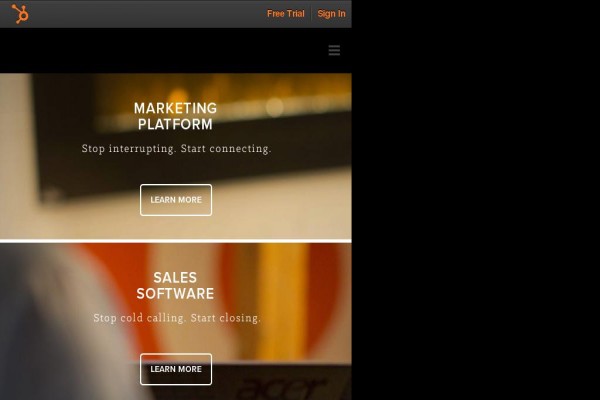 Free Trial Sign In
MARKETING
PLATFORM
Stop interrupting. Start connecting.
LEARN MORE
SALES
SOFTWARE
Stop cold calling. Start closing.
LEARN MORE
acer